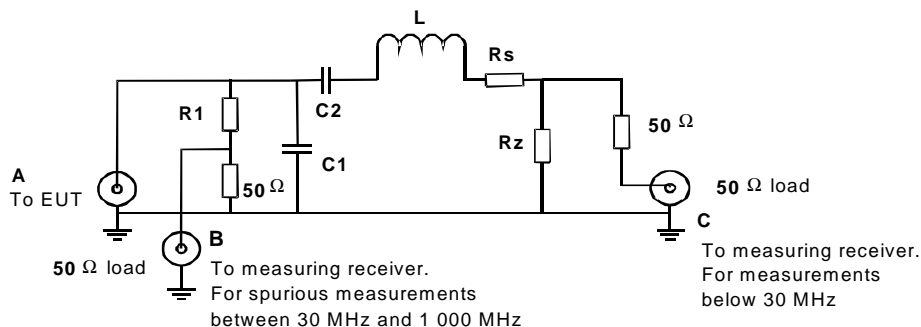 L
Rs
C2
R1
50 Ω
Rz
C1
A
To EUT
50 Ω
50 Ω load
C
B
50 Ω load
To measuring receiver.
For spurious measurements
between 30 MHz and 1 000 MHz
To measuring receiver.
For measurements
below 30 MHz